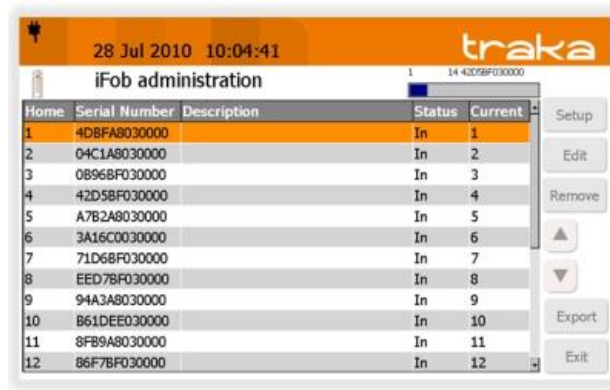 28 Jul 2010 10:04:41
traka
iFob administration
1 14 42D5BF030000
Home Serial Number Description Status Current
1 4DBFA8030000 In 1
2 04C1A8030000 In 2
3 0B96BF030000 In 3
4 42D5BF030000 In 4
5 A7B2A8030000 In 5
6 3A16C0030000 In 6
7 71D6BF030000 In 7
8 EED7BF030000 In 8
9 94A3A8030000 In 9
10 B61DEE030000 In 10
11 8FB9A8030000 In 11
12 86F7BF030000 In 12
Setup
Edit
Remove
Export
Exit